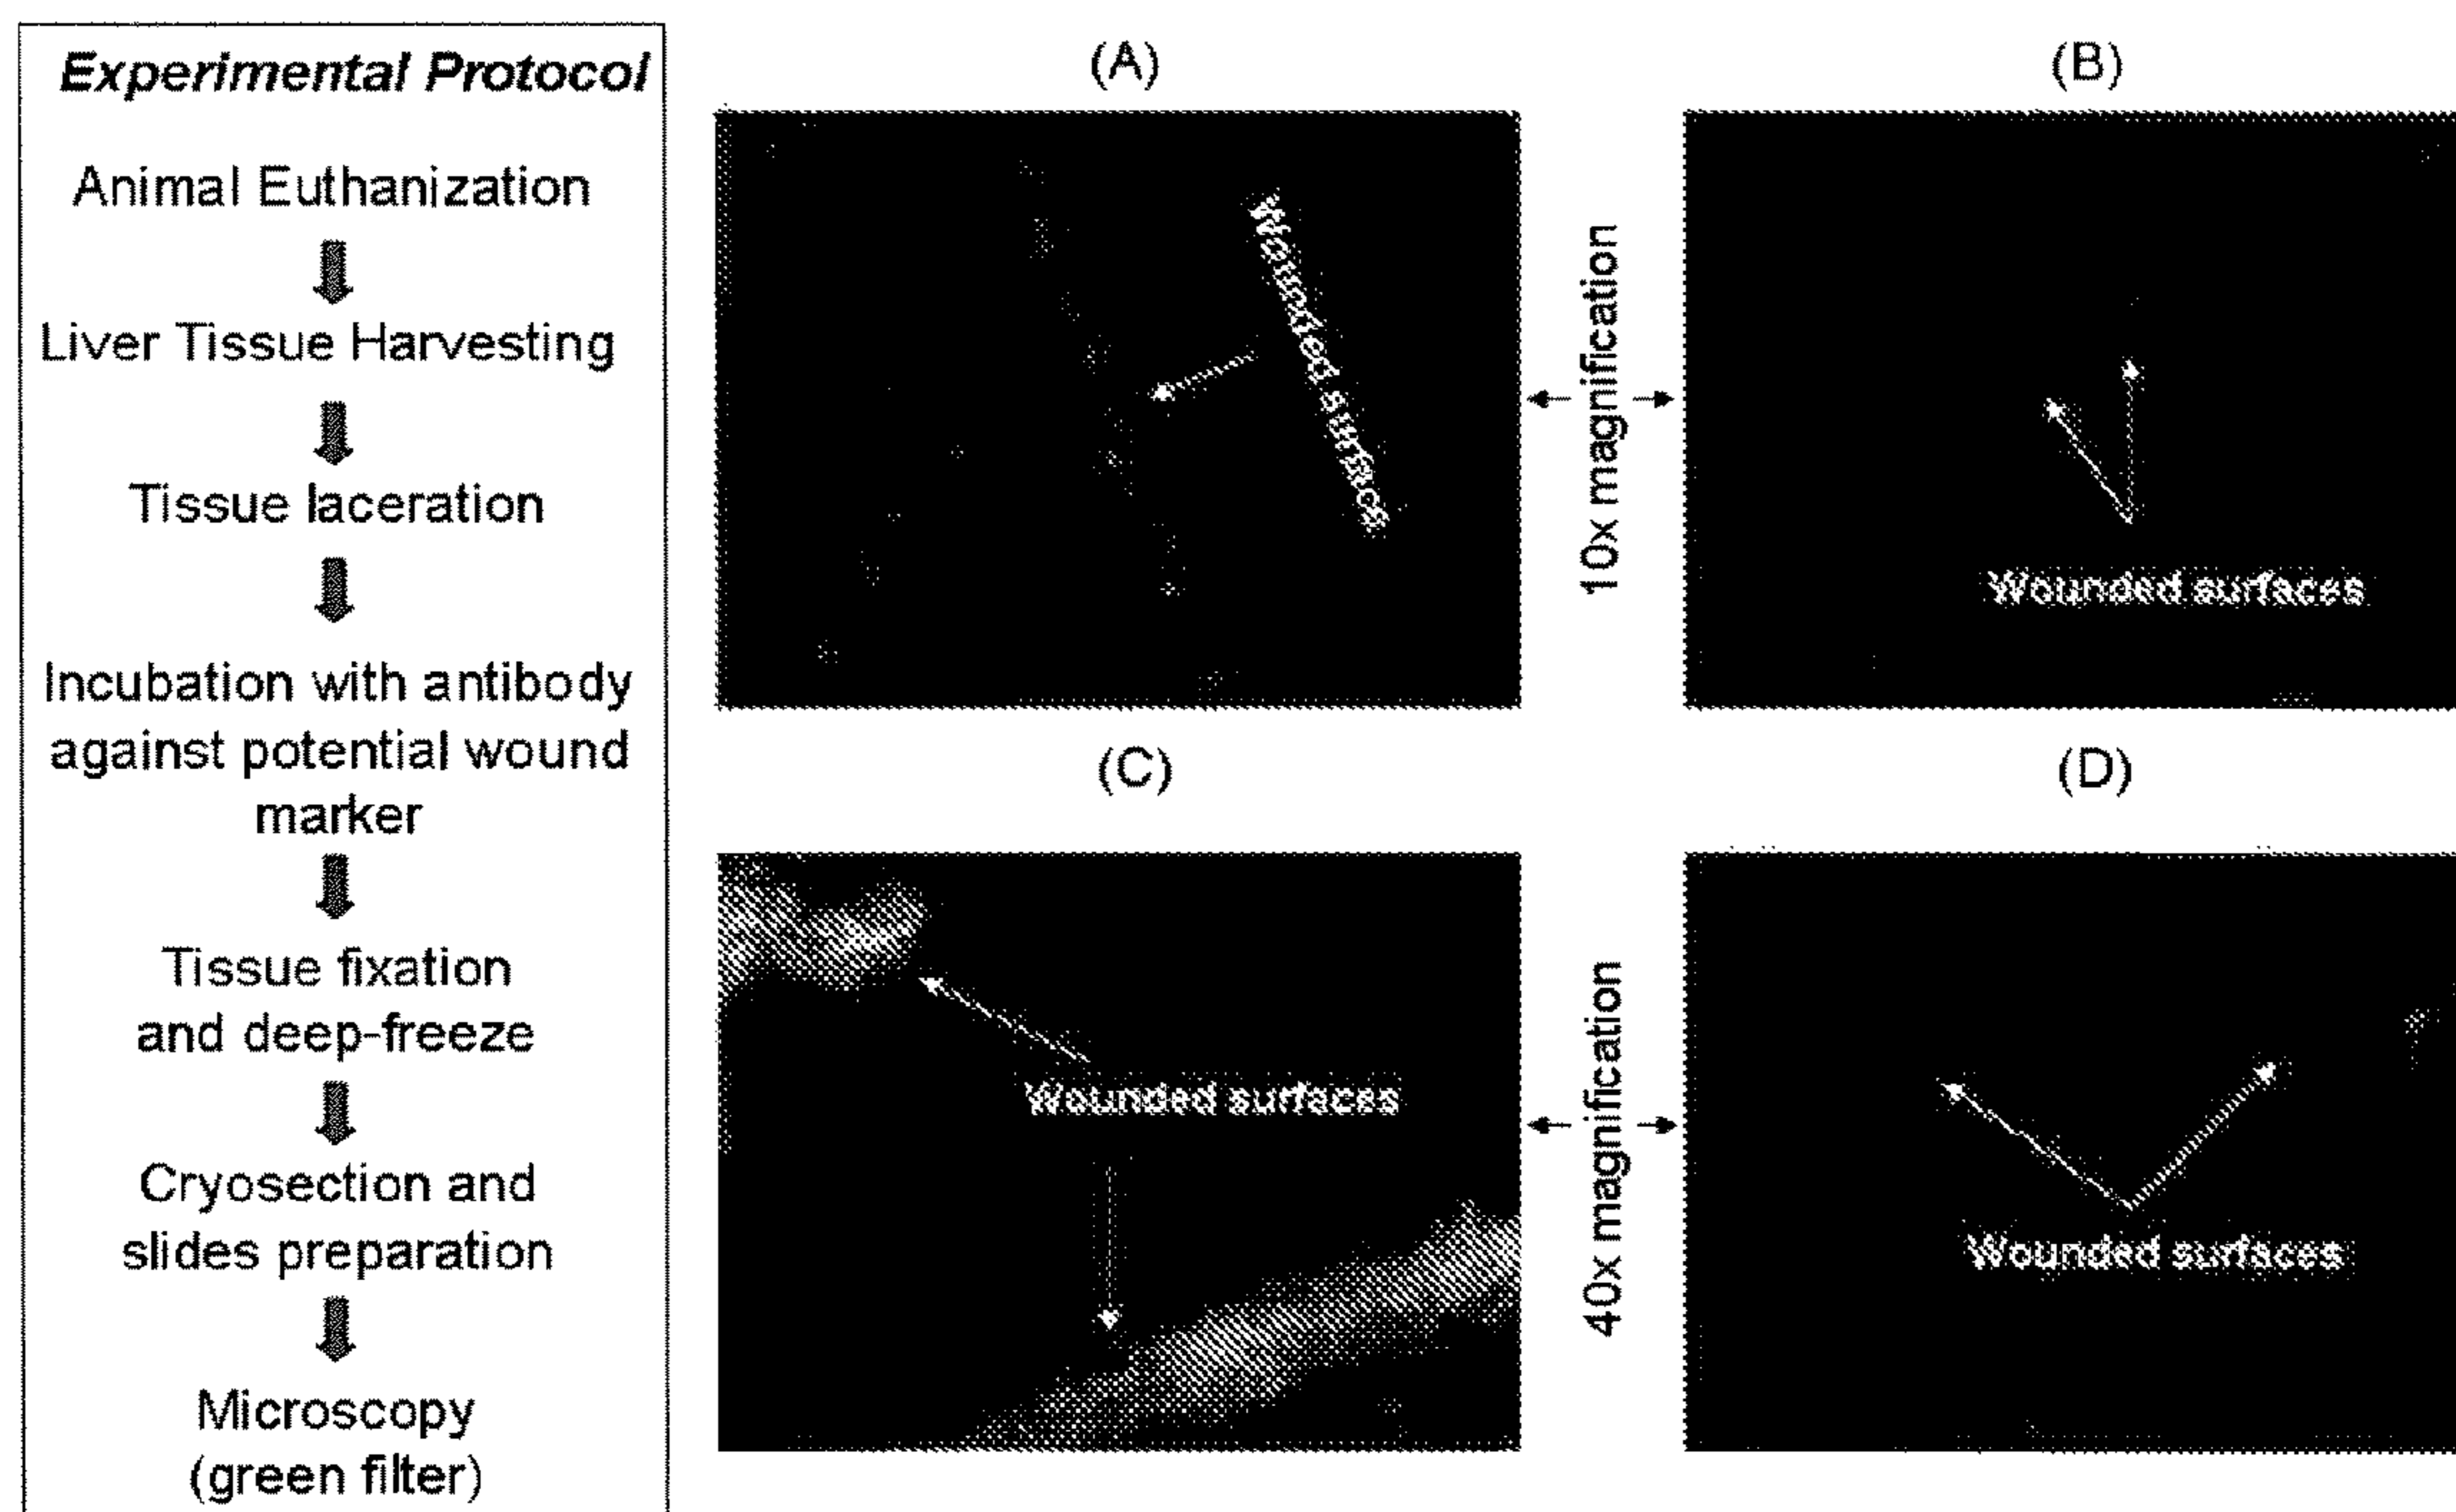 Experimental Protocol
Animal Euthanization
Liver Tissue Harvesting
Tissue laceration
Incubation with antibody
against potential wound
marker
Tissue fixation
and deep-freeze
Cryosection and
slides preparation
Microscopy
(green filter)
(A)
Wounded surfaces
10x magnification
(B)
Wounded surfaces
(C)
Wounded surfaces
40x magnification
(D)
Wounded surfaces